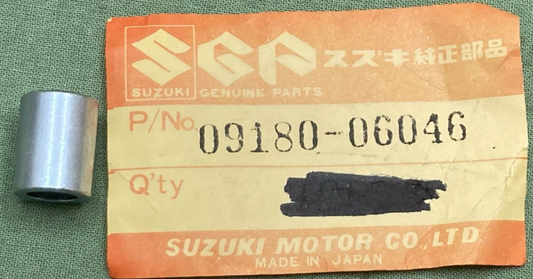 SGP スズキ純正部品
SUZUKI GENUINE PARTS
P/No. 09180-06046
Q'ty
SUZUKI MOTOR CO., LTD.
MADE IN JAPAN